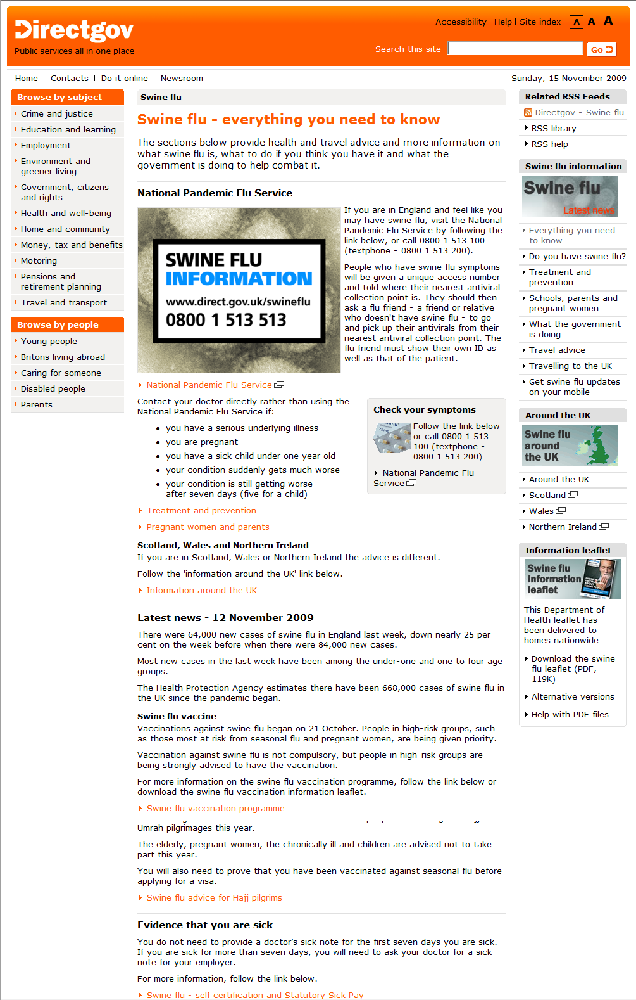 Directgov
Public services all in one place
Accessibility | Help | Site index | A A A
Search this site
Go
Home | Contacts | Do it online | Newsroom
Sunday, 15 November 2009
Browse by subject
Crime and justice
Education and learning
Employment
Environment and
greener living
Government, citizens
and rights
Health and well-being
Home and community
Money, tax and benefits
Motoring
Pensions and
retirement planning
Travel and transport
Browse by people
Young people
Britons living abroad
Caring for someone
Disabled people
Parents
Swine flu
Swine flu - everything you need to know
The sections below provide health and travel advice and more information on
what swine flu is, what to do if you think you have it and what the
government is doing to help combat it.
National Pandemic Flu Service
SWINE FLU
INFORMATION
www.direct.gov.uk/swineflu
0800 1 513 513
If you are in England and feel like you
may have swine flu, visit the National
Pandemic Flu Service by following the
link below, or call 0800 1 513 100
(textphone - 0800 1 513 200).
People who have swine flu symptoms
will be given a unique access number
and told where their nearest antiviral
collection point is. They should then
ask a flu friend - a friend or relative
who doesn't have swine flu - to go
and pick up their antivirals from their
nearest antiviral collection point. The
flu friend must show their own ID as
well as that of the patient.
National Pandemic Flu Service
Contact your doctor directly rather than using the
National Pandemic Flu Service if:
• you have a serious underlying illness
• you are pregnant
• you have a sick child under one year old
• your condition suddenly gets much worse
• your condition is still getting worse
after seven days (five for a child)
Check your symptoms
75 mg
Follow the link below
or call 0800 1 513
100 (textphone -
0800 1 513 200)
National Pandemic Flu
Service
Treatment and prevention
Pregnant women and parents
Scotland, Wales and Northern Ireland
If you are in Scotland, Wales or Northern Ireland the advice is different.
Follow the 'information around the UK' link below.
Information around the UK
Latest news - 12 November 2009
There were 64,000 new cases of swine flu in England last week, down nearly 25 per
cent on the week before when there were 84,000 new cases.
Most new cases in the last week have been among the under-one and one to four age
groups.
The Health Protection Agency estimates there have been 668,000 cases of swine flu in
the UK since the pandemic began.
Swine flu vaccine
Vaccinations against swine flu began on 21 October. People in high-risk groups, such
as those most at risk from seasonal flu and pregnant women, are being given priority.
Vaccination against swine flu is not compulsory, but people in high-risk groups are
being strongly advised to have the vaccination.
For more information on the swine flu vaccination programme, follow the link below or
download the swine flu vaccination information leaflet.
Swine flu vaccination programme
Umrah pilgrimages this year.
The elderly, pregnant women, the chronically ill and children are advised not to take
part this year.
You will also need to prove that you have been vaccinated against seasonal flu before
applying for a visa.
Swine flu advice for Hajj pilgrims
Evidence that you are sick
You do not need to provide a doctor’s sick note for the first seven days you are sick.
If you are sick for more than seven days, you will need to ask your doctor for a sick
note for your employer.
For more information, follow the link below.
Swine flu - self certification and Statutory Sick Pay
Related RSS Feeds
Directgov - Swine flu
RSS library
RSS help
Swine flu information
Swine flu
Latest news
Everything you need
to know
Do you have swine flu?
Treatment and
prevention
Schools, parents and
pregnant women
What the government
is doing
Travel advice
Travelling to the UK
Get swine flu updates
on your mobile
Around the UK
Swine flu
around
the UK
Around the UK
Scotland
Wales
Northern Ireland
Information leaflet
Swine flu
information
leaflet
This Department of
Health leaflet has
been delivered to
homes nationwide
Download the swine
flu leaflet (PDF,
119K)
Alternative versions
Help with PDF files